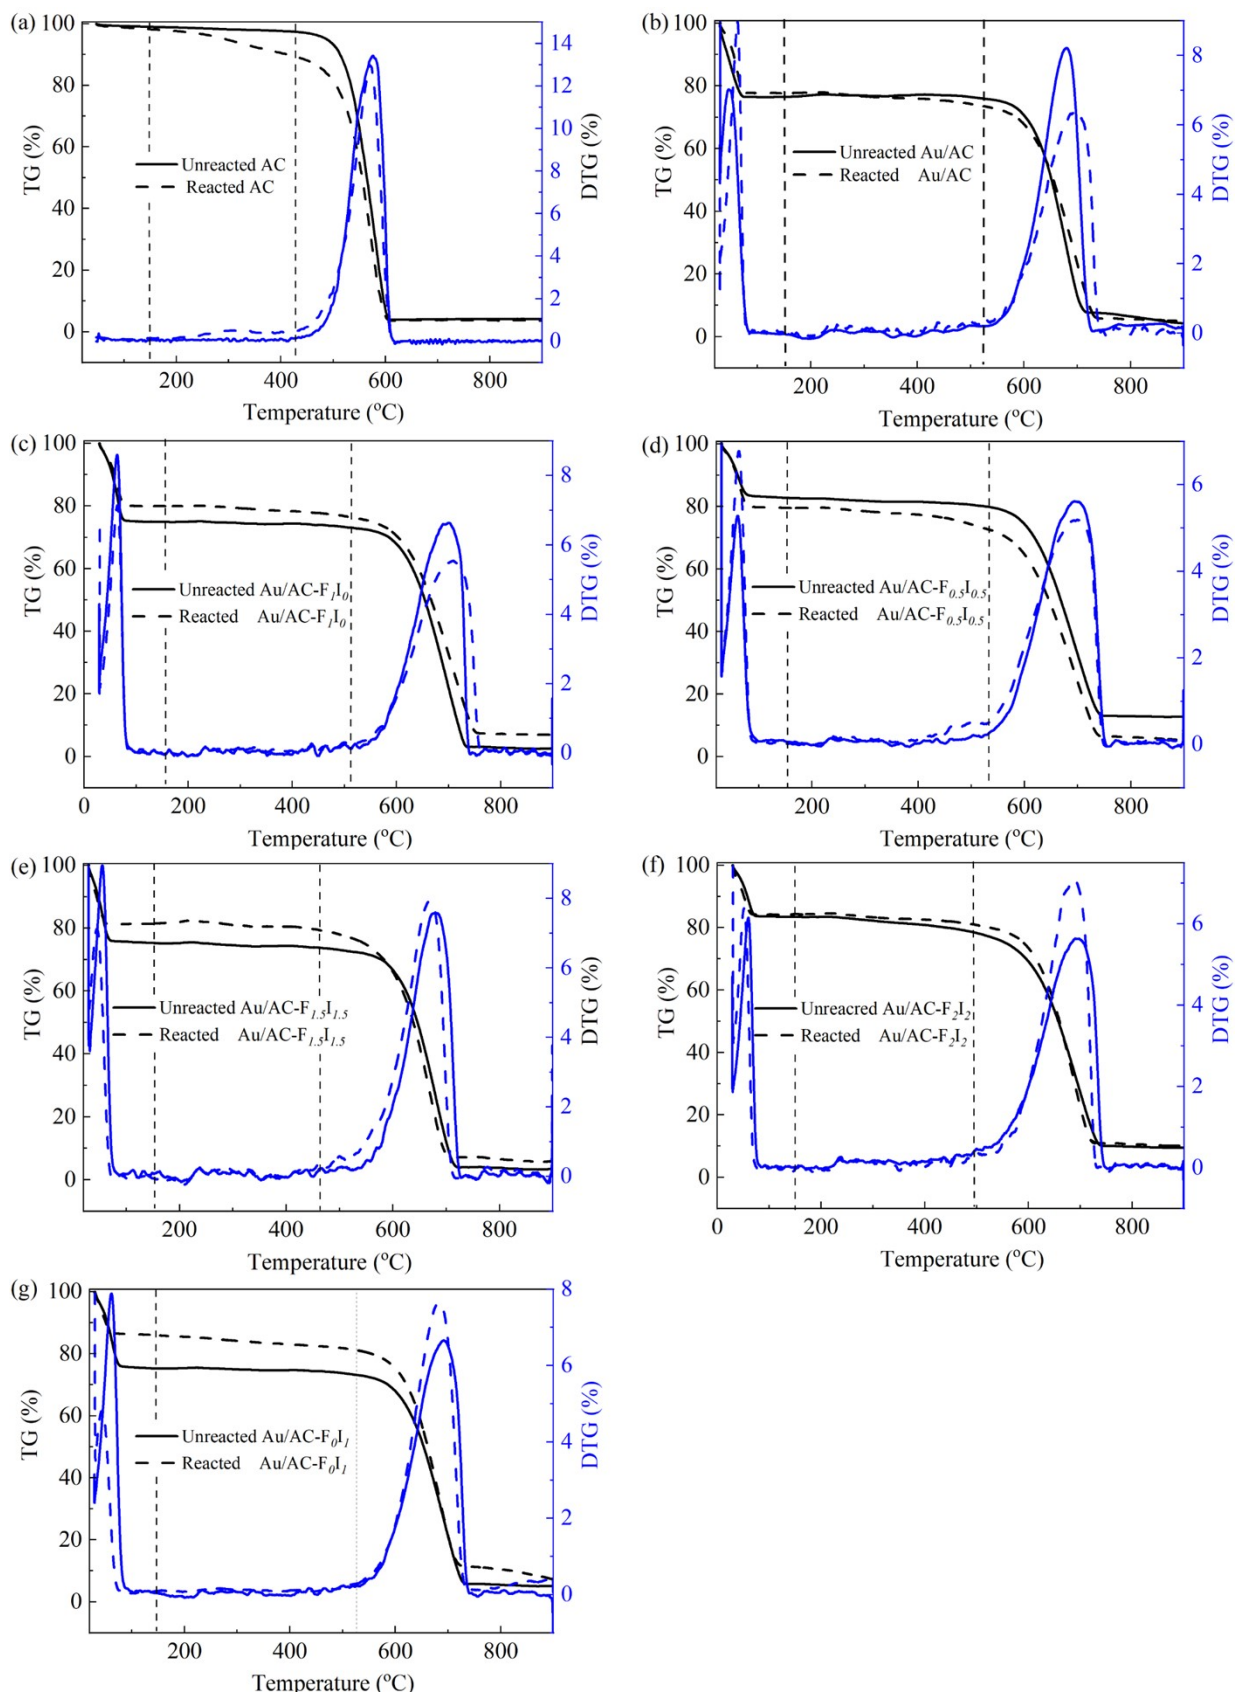 (a)
100
80
60
40
20
0
TG (%)
Unreacted AC
Reacted AC
14
12
10
8
6
4
2
0
DTG (%)
200 400 600 800
Temperature (°C)
(b)
100
80
60
40
20
0
TG (%)
Unreacted Au/AC
Reacted Au/AC
8
6
4
2
0
DTG (%)
200 400 600 800
Temperature (°C)
(c)
100
80
60
40
20
0
TG (%)
Unreacted Au/AC-F1I0
Reacted Au/AC-F1I0
8
6
4
2
0
DTG (%)
0 200 400 600 800
Temperature (°C)
(d)
100
80
60
40
20
0
TG (%)
Unreacted Au/AC-F0.5I0.5
Reacted Au/AC-F0.5I0.5
6
4
2
0
DTG (%)
200 400 600 800
Temperature (°C)
(e)
100
80
60
40
20
0
TG (%)
Unreacted Au/AC-F1.5I1.5
Reacted Au/AC-F1.5I1.5
8
6
4
2
0
DTG (%)
200 400 600 800
Temperature (°C)
(f)
100
80
60
40
20
0
TG (%)
Unreacred Au/AC-F2I2
Reacted Au/AC-F2I2
6
4
2
0
DTG (%)
0 200 400 600 800
Temperature (°C)
(g)
100
80
60
40
20
0
TG (%)
Unreacted Au/AC-F0I1
Reacted Au/AC-F0I1
8
6
4
2
0
DTG (%)
200 400 600 800
Temperature (°C)